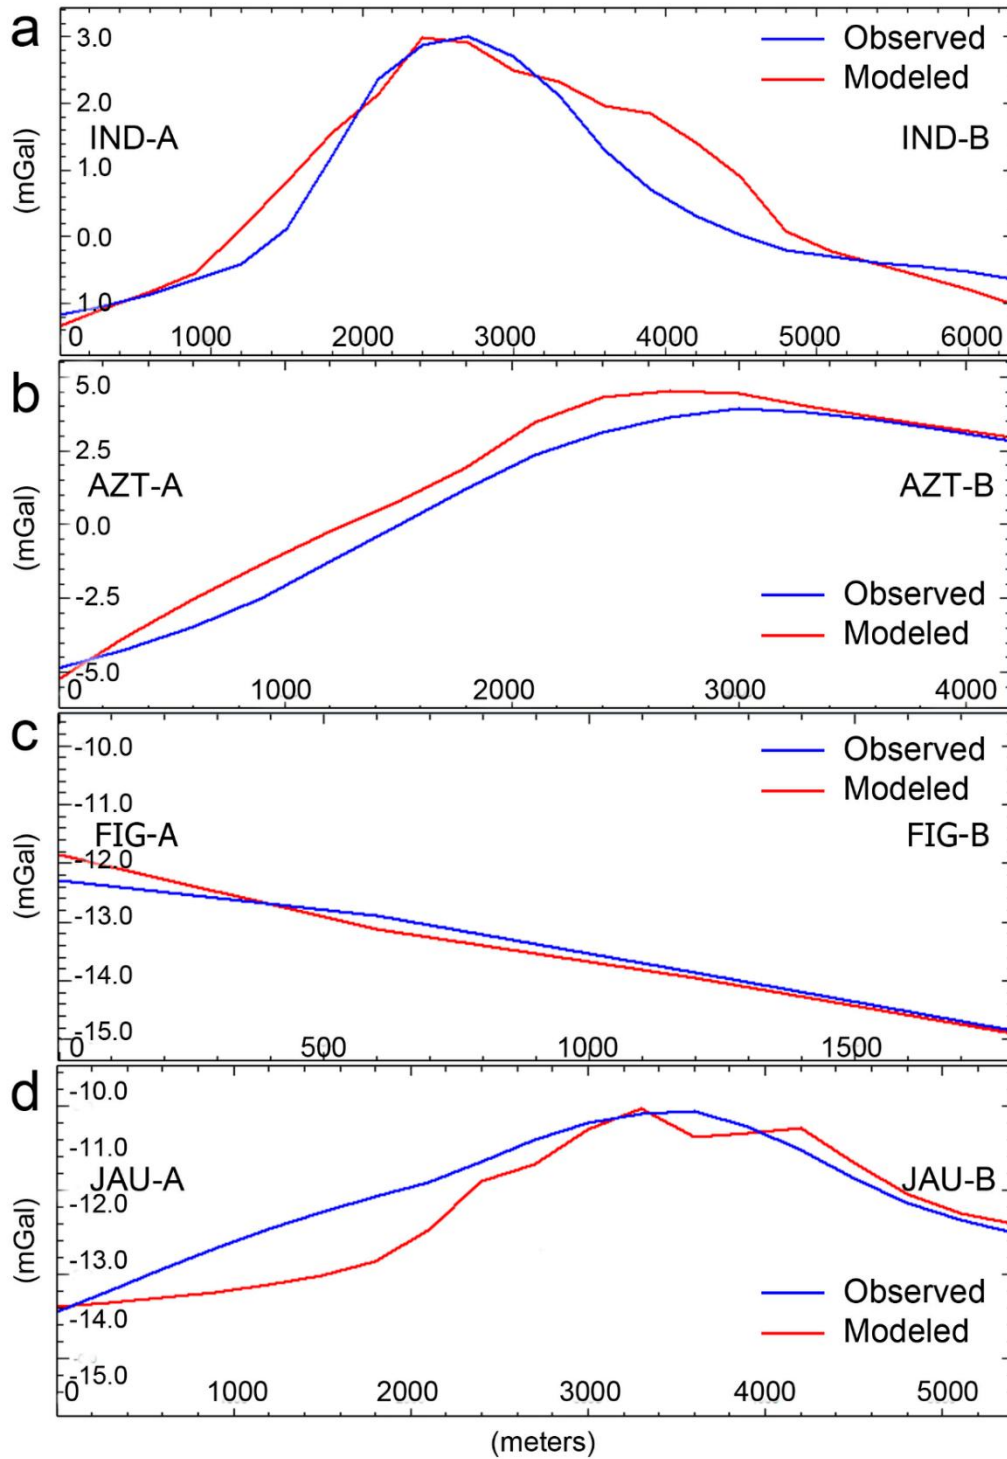 a
3.0
Observed
Modeled
2.0
IND-A
IND-B
1.0
(mGal)
0.0
1.0
0 1000 2000 3000 4000 5000 6000
b
5.0
2.5
AZT-A
AZT-B
(mGal)
0.0
-2.5
Observed
Modeled
-5.0
0 1000 2000 3000 4000
c
-10.0
Observed
Modeled
-11.0
FIG-A
FIG-B
-12.0
(mGal)
-13.0
-14.0
-15.0
0 500 1000 1500
d
-10.0
-11.0
JAU-A
JAU-B
-12.0
(mGal)
-13.0
Observed
-14.0
Modeled
-15.0
0 1000 2000 3000 4000 5000
(meters)